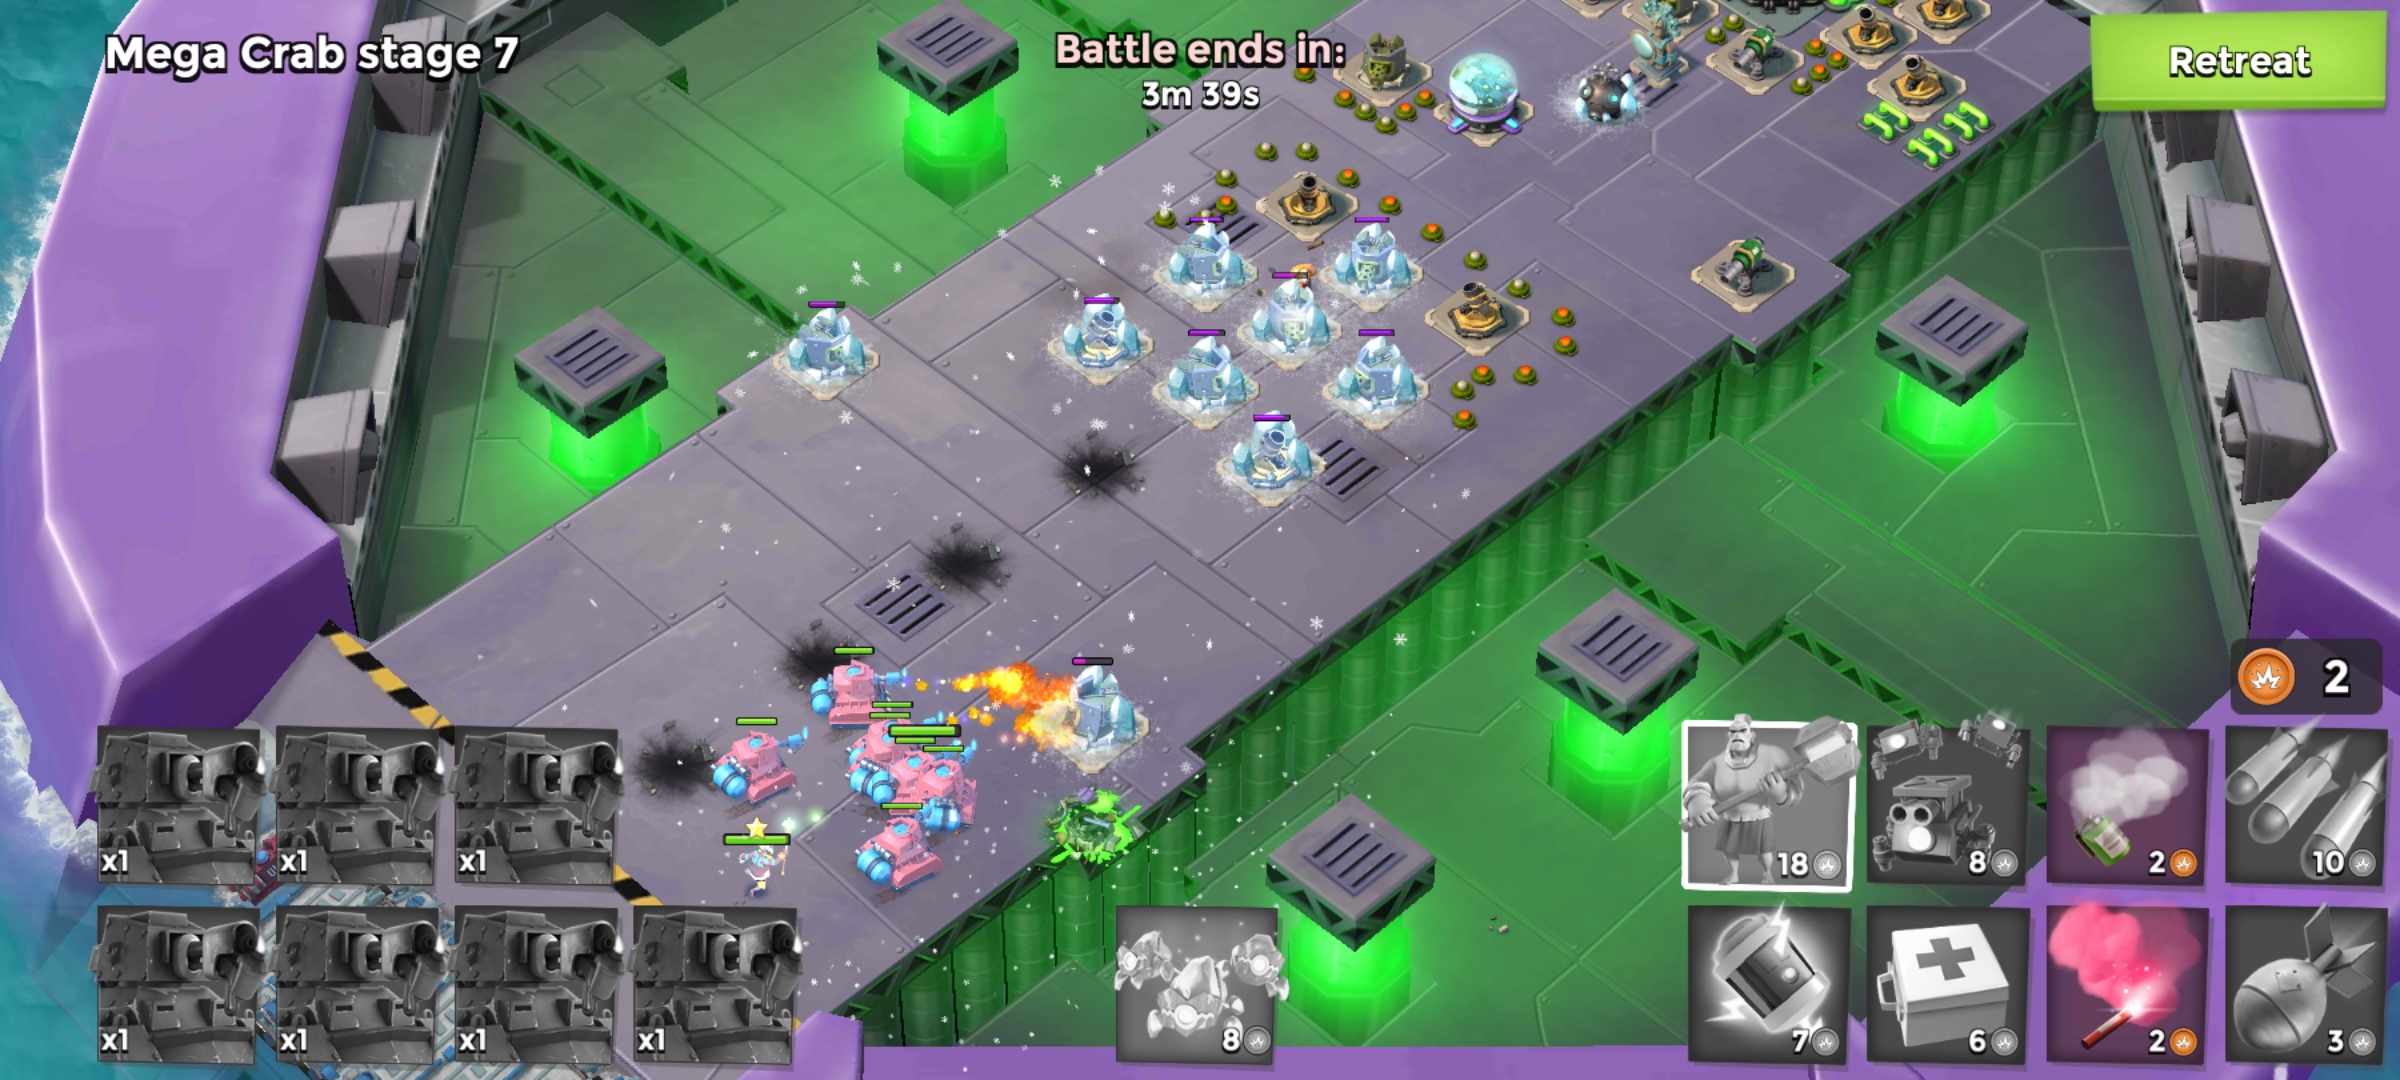 Mega Crab stage 7
Battle ends in:
3m 39s
Retreat
2
x1
x1
x1
18
8
2
10
x1
x1
x1
x1
8
7
6
2
3